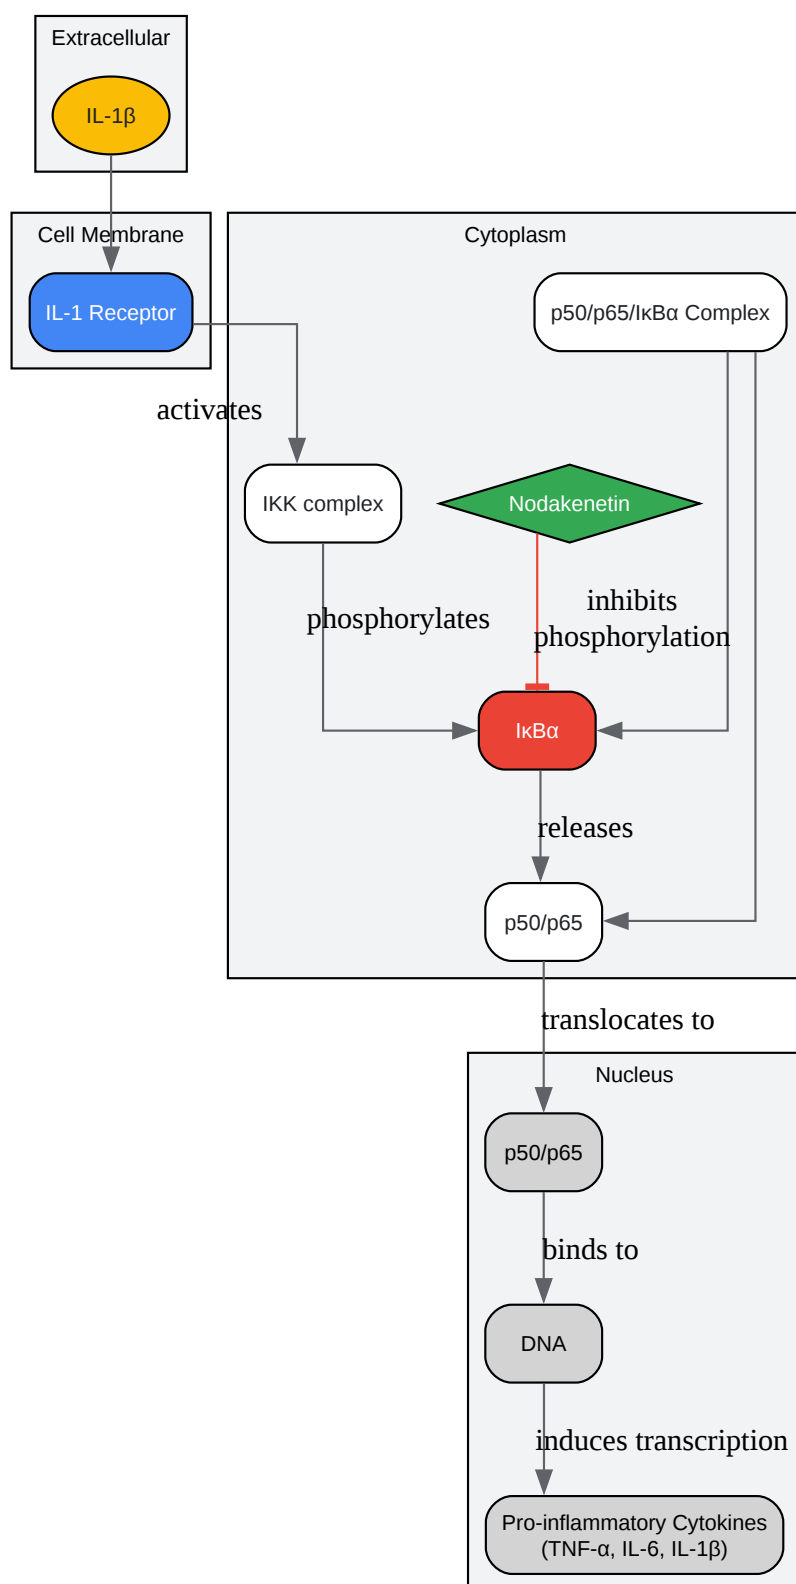 Extracellular
IL-1β
Cell Membrane
IL-1 Receptor
Cytoplasm
p50/p65/IκBα Complex
activates
IKK complex
Nodakenetin
phosphorylates
inhibits
phosphorylation
IκBα
releases
p50/p65
translocates to
Nucleus
p50/p65
binds to
DNA
induces transcription
Pro-inflammatory Cytokines
(TNF-α, IL-6, IL-1β)